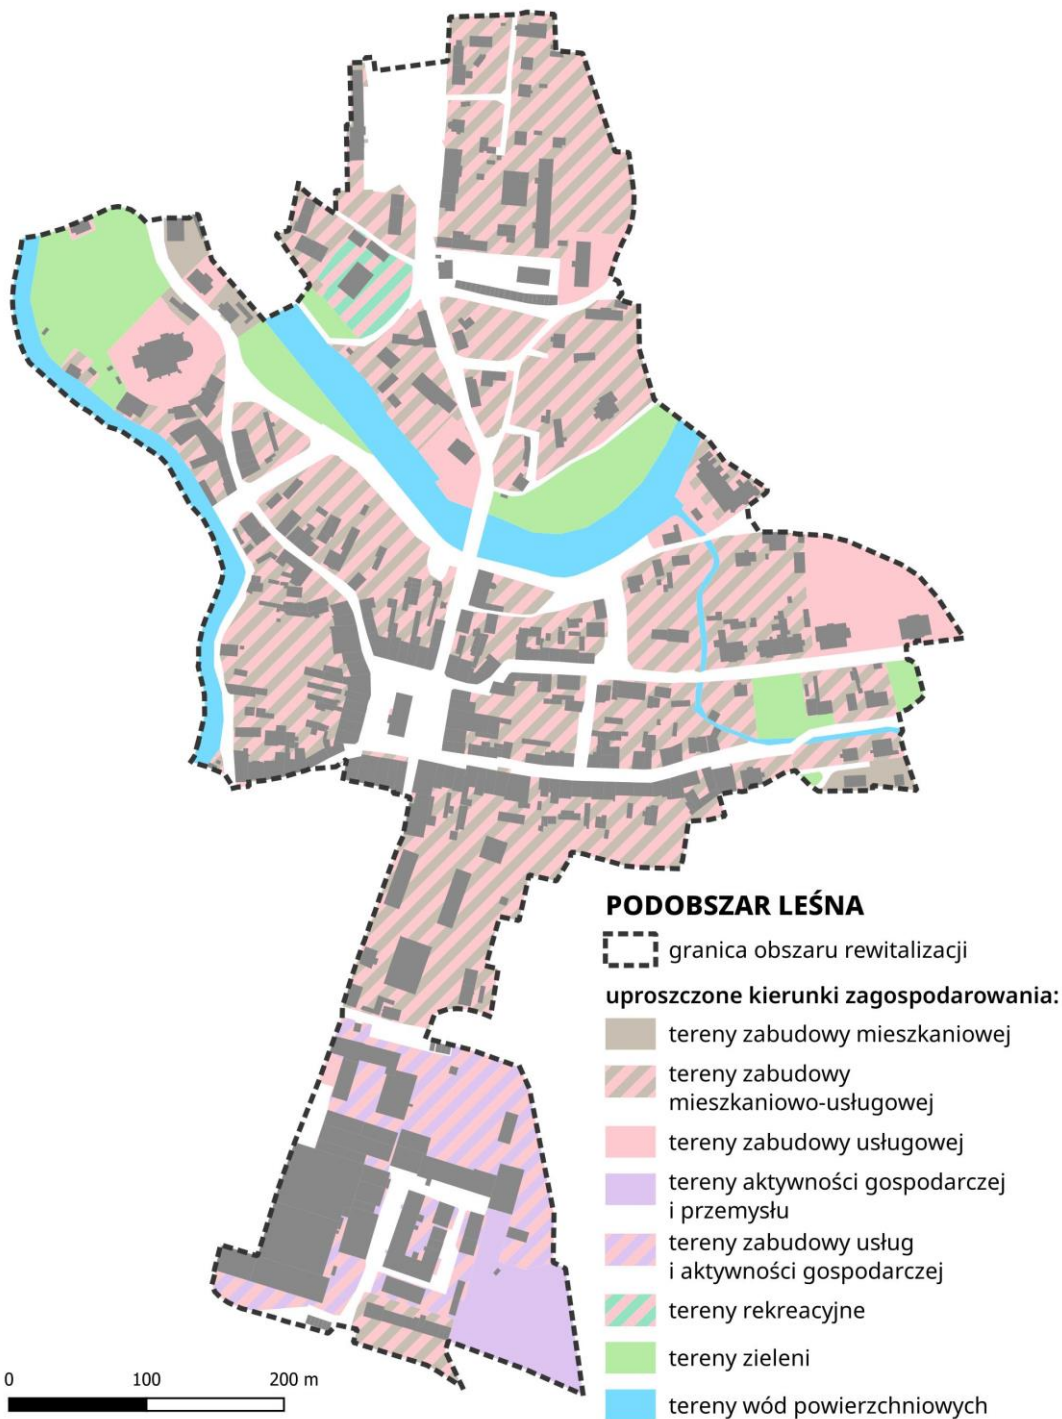 PODOBSZAR LEŚNA
granica obszaru rewitalizacji
uproszczone kierunki zagospodarowania:
tereny zabudowy mieszkaniowej
tereny zabudowy
mieszkaniowo-usługowej
tereny zabudowy usługowej
tereny aktywności gospodarczej
i przemysłu
tereny zabudowy usług
i aktywności gospodarczej
tereny rekreacyjne
tereny zieleni
tereny wód powierzchniowych
0 100 200 m